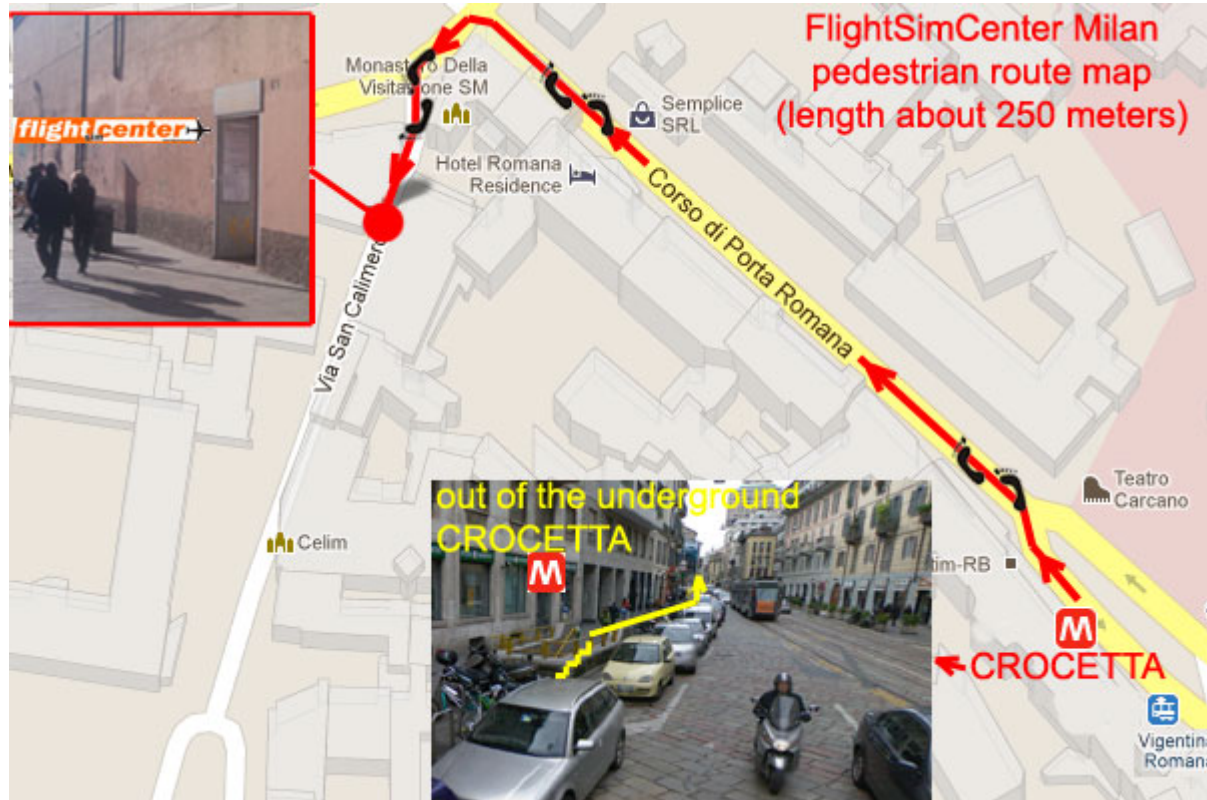 FlightSimCenter Milan
pedestrian route map
(length about 250 meters)
Monastero Della
Visitazione SM
flight center
Semplice
SRL
Hotel Romana
Residence
Corso di Porta Romana
Via San Calimero
Teatro
Carcano
out of the underground
CROCETTA
M
Celim
tim-RB
M
CROCETTA
Vigentina
Romana